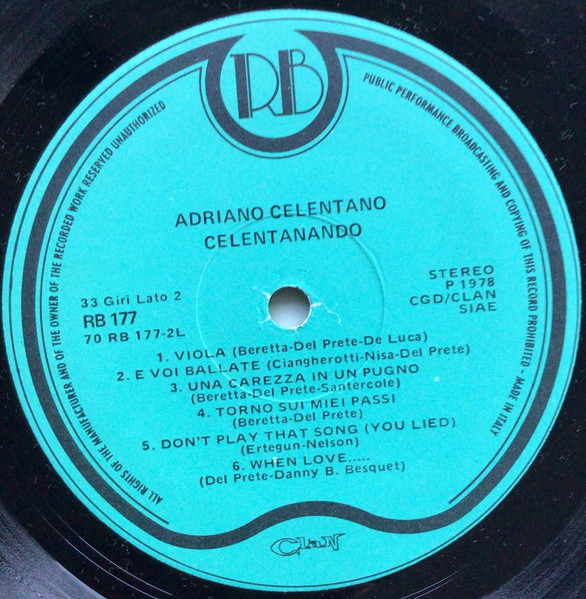 RB
ALL RIGHTS OF THE MANUFACTURER AND OF THE OWNER OF THE RECORDED WORK RESERVED UNAUTHORIZED
PUBLIC PERFORMANCE BROADCASTING AND COPYING OF THIS RECORD PROHIBITED - MADE IN ITALY
ADRIANO CELENTANO
CELENTANANDO
33 Giri Lato 2
RB 177
70 RB 177-2L
STEREO
P 1978
CGD/CLAN
SIAE
1. VIOLA (Beretta-Del Prete-De Luca)
2. E VOI BALLATE (Ciangherotti-Nisa-Del Prete)
3. UNA CAREZZA IN UN PUGNO
(Beretta-Del Prete-Santercole)
4. TORNO SUI MIEI PASSI
(Beretta-Del Prete)
5. DON'T PLAY THAT SONG (YOU LIED)
(Ertegun-Nelson)
6. WHEN LOVE.....
(Del Prete-Danny B. Besquet)
CLAN